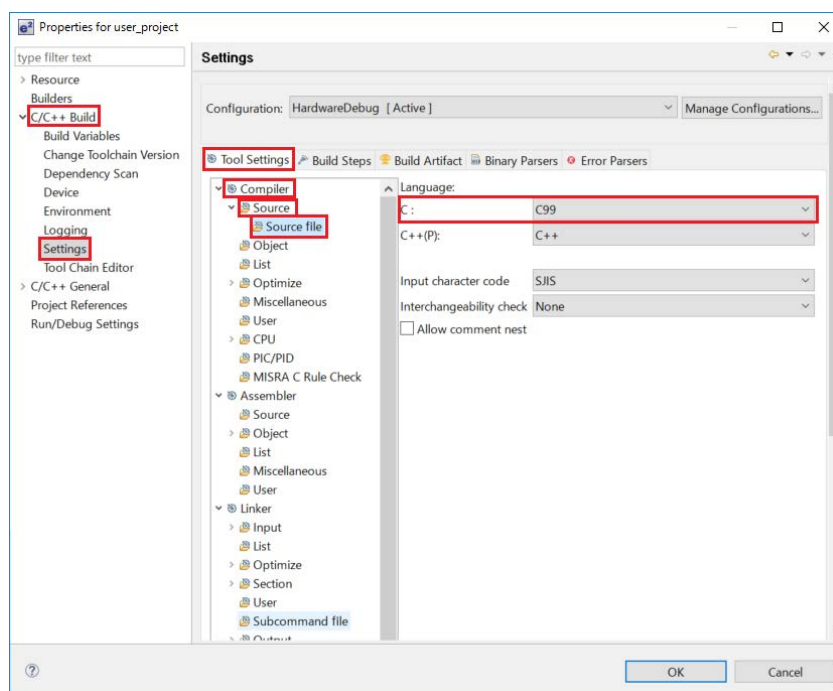 e² Properties for user_project
type filter text
Resource
Builders
C/C++ Build
Build Variables
Change Toolchain Version
Dependency Scan
Device
Environment
Logging
Settings
Tool Chain Editor
C/C++ General
Project References
Run/Debug Settings
Settings
Configuration: HardwareDebug [ Active ] Manage Configurations...
Tool Settings Build Steps Build Artifact Binary Parsers Error Parsers
Compiler
Source
Source file
Object
List
Optimize
Miscellaneous
User
CPU
PIC/PID
MISRA C Rule Check
Assembler
Source
Object
List
Miscellaneous
User
Linker
Input
List
Optimize
Section
User
Subcommand file
Output
Language:
C : C99
C++(P): C++
Input character code SJIS
Interchangeability check None
Allow comment nest
OK Cancel